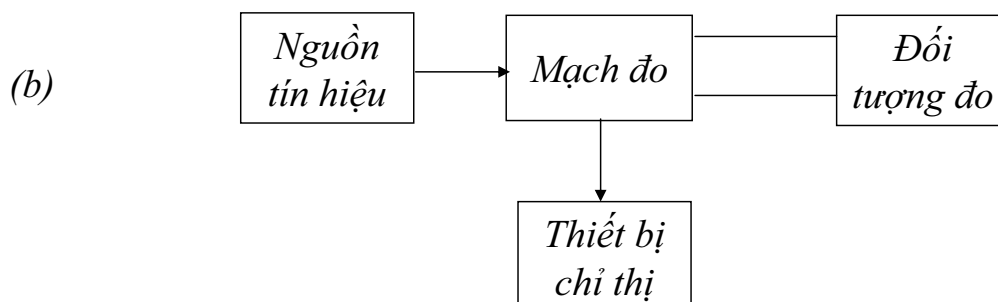 (b)
Nguồn
tín hiệu
Mạch đo
Đối
tượng đo
Thiết bị
chỉ thị